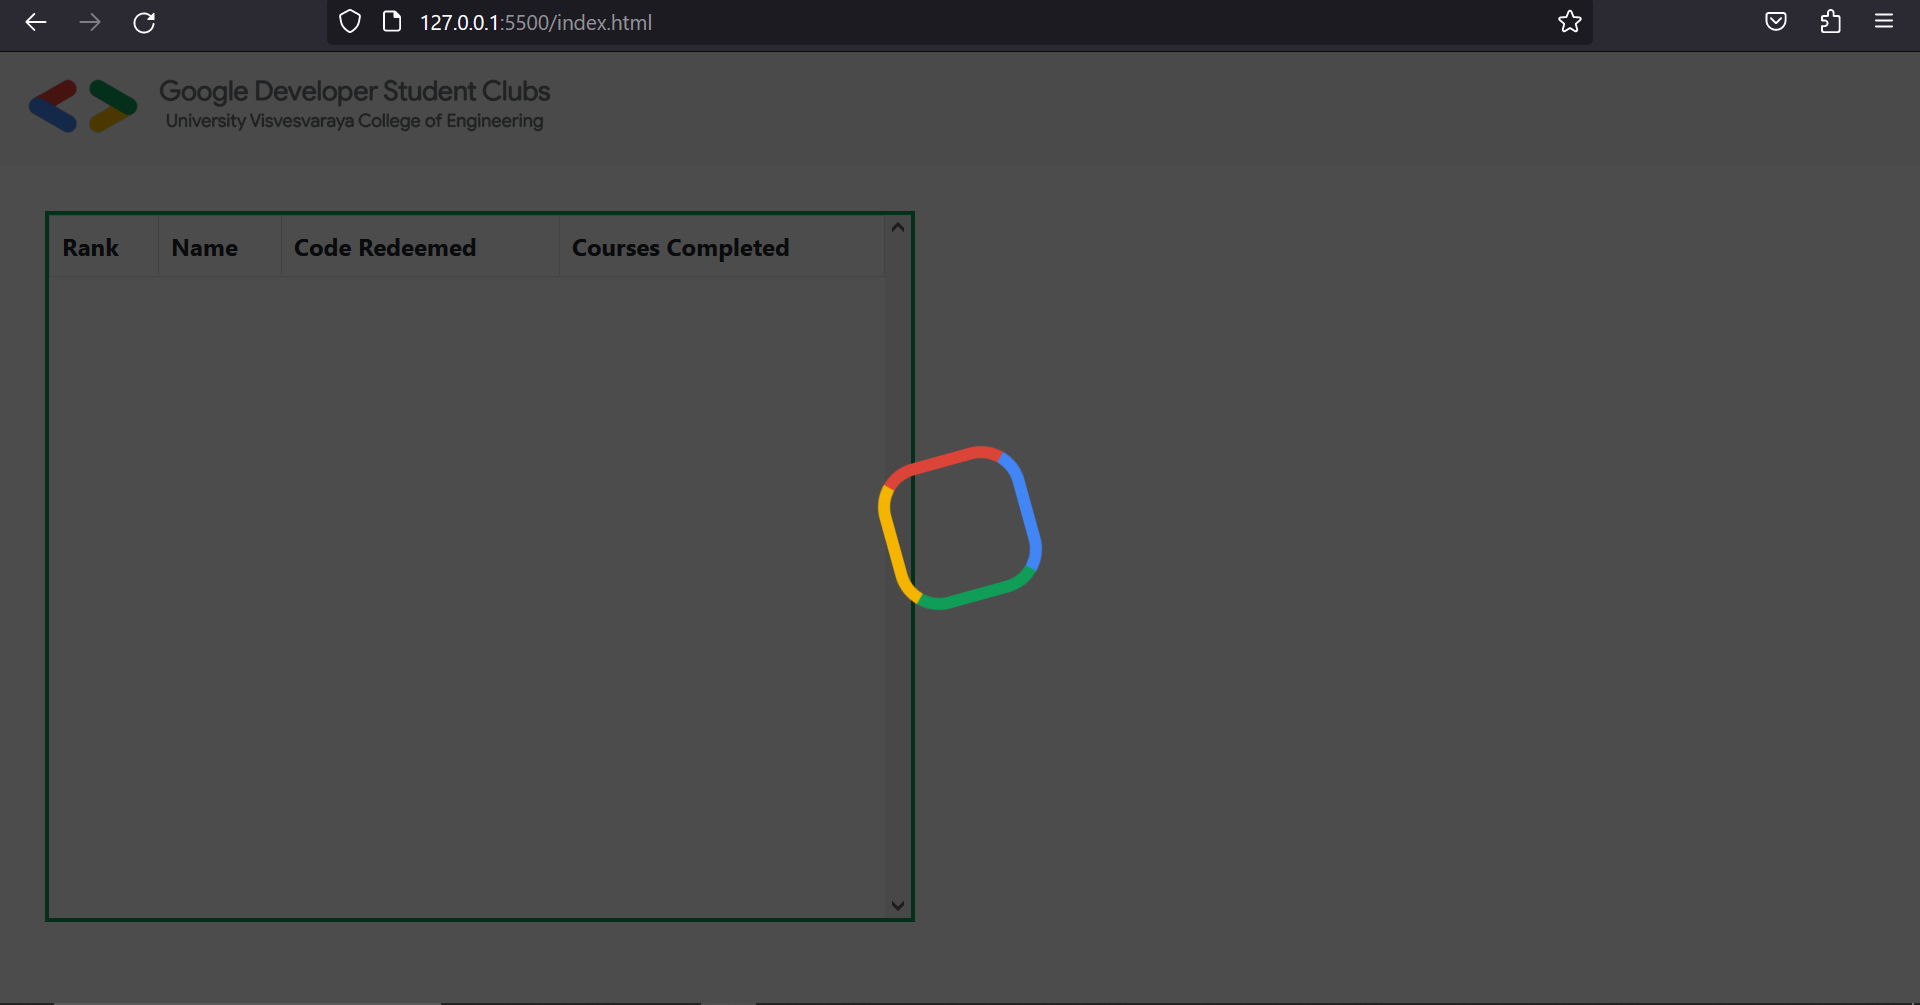 127.0.0.1:5500/index.html
Google Developer Student Clubs
University Visvesvaraya College of Engineering
Rank Name Code Redeemed Courses Completed